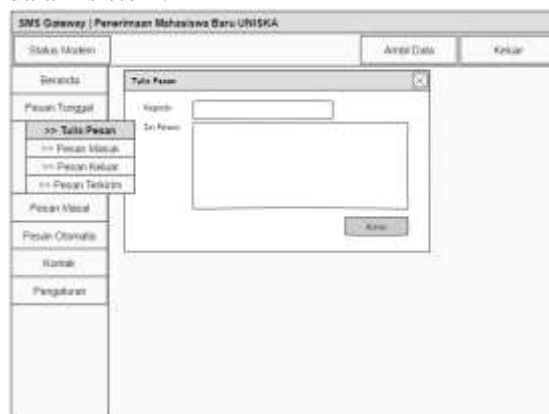 SMS Gateway | Penerimaan Mahasiswa Baru UNISKA
Status Modem
Ambil Data
Keluar
Beranda
Pesan Tunggal
>> Tulis Pesan
>> Pesan Masuk
>> Pesan Keluar
>> Pesan Terkirim
Pesan Masal
Pesan Otomatis
Kontak
Pengaturan
Tulis Pesan
Kepada
Isi Pesan
Kirim